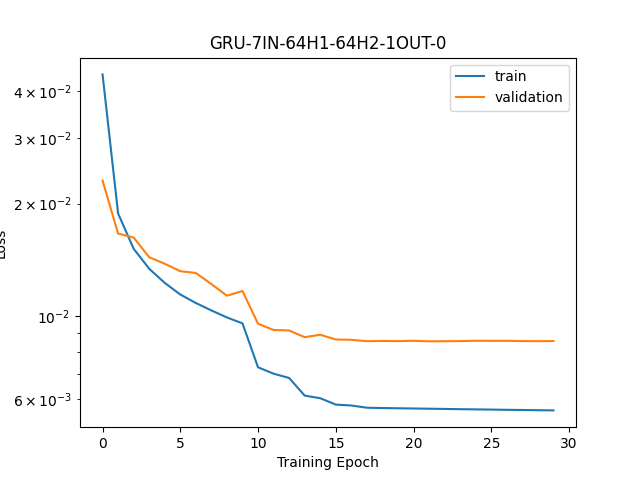 GRU-7IN-64H1-64H2-1OUT-0
train
validation
4 × 10⁻²
3 × 10⁻²
2 × 10⁻²
10⁻²
6 × 10⁻³
Loss
0 5 10 15 20 25 30
Training Epoch